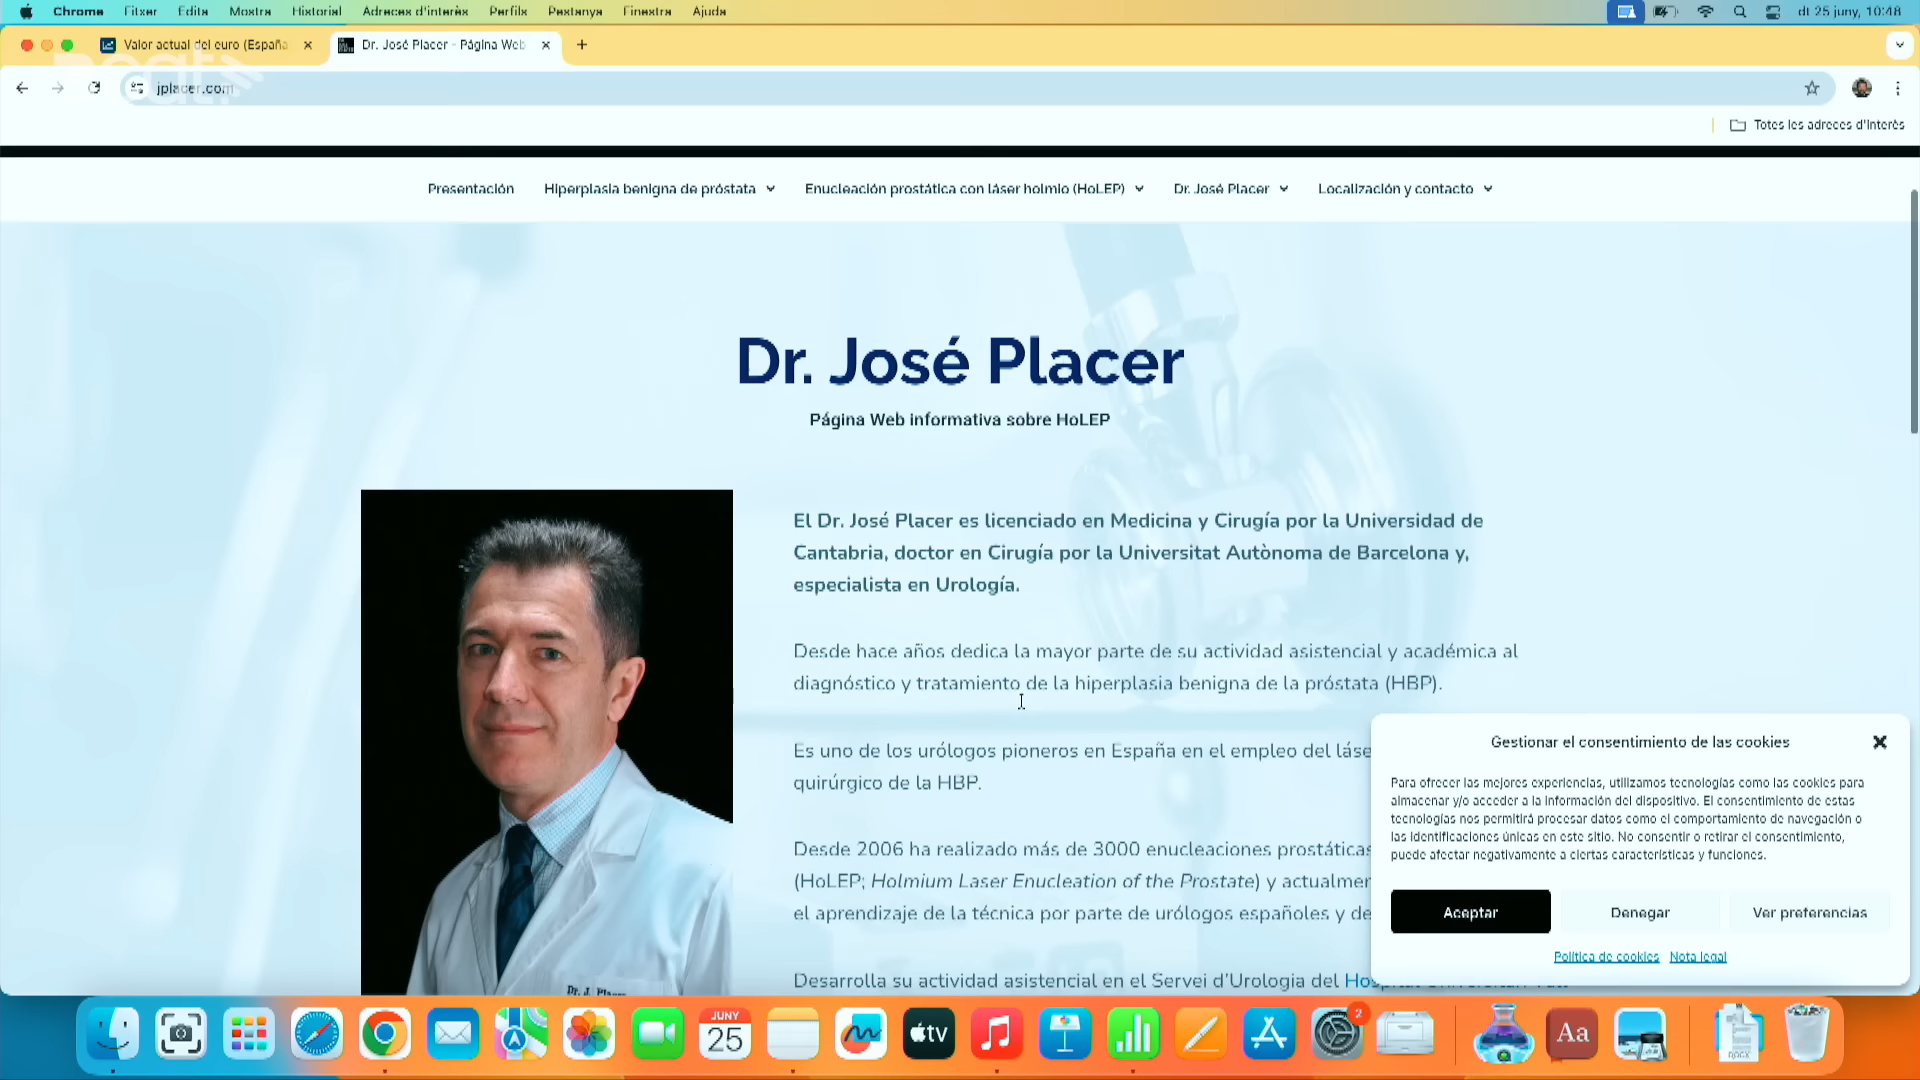 Chrome Fitxer Edita Mostra Historial Adreces d'interès Perfils Pestanya Finestra Ajuda dt 25 juny, 10:48
Valor actual del euro (España Dr. José Placer - Página Web
jplacer.com
Totes les adreces d'interès
Presentación Hiperplasia benigna de próstata Enucleación prostática con láser holmio (HoLEP) Dr. José Placer Localización y contacto
Dr. José Placer
Página Web informativa sobre HoLEP
El Dr. José Placer es licenciado en Medicina y Cirugía por la Universidad de
Cantabria, doctor en Cirugía por la Universitat Autònoma de Barcelona y,
especialista en Urología.
Desde hace años dedica la mayor parte de su actividad asistencial y académica al
diagnóstico y tratamiento de la hiperplasia benigna de la próstata (HBP).
Es uno de los urólogos pioneros en España en el empleo del láse
quirúrgico de la HBP.
Desde 2006 ha realizado más de 3000 enucleaciones prostáticas
(HoLEP; Holmium Laser Enucleation of the Prostate) y actualmen
el aprendizaje de la técnica por parte de urólogos españoles y de
Desarrolla su actividad asistencial en el Servei d'Urologia del Hospital
Dr. J. Placer
Gestionar el consentimiento de las cookies
Para ofrecer las mejores experiencias, utilizamos tecnologías como las cookies para
almacenar y/o acceder a la información del dispositivo. El consentimiento de estas
tecnologías nos permitirá procesar datos como el comportamiento de navegación o
las identificaciones únicas en este sitio. No consentir o retirar el consentimiento,
puede afectar negativamente a ciertas características y funciones.
Aceptar Denegar Ver preferencias
Política de cookies Nota legal
JUNY
25
tv
2
Aa
DOCX